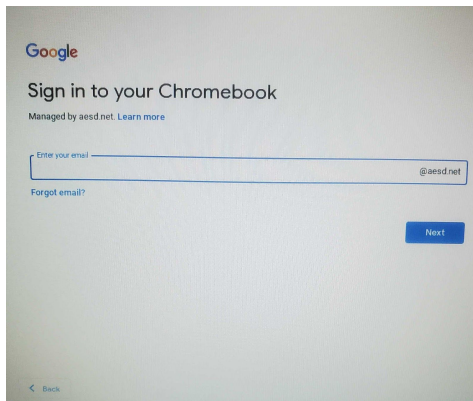 Google
Sign in to your Chromebook
Managed by aesd.net. Learn more
Enter your email
@aesd.net
Forgot email?
Next
Back